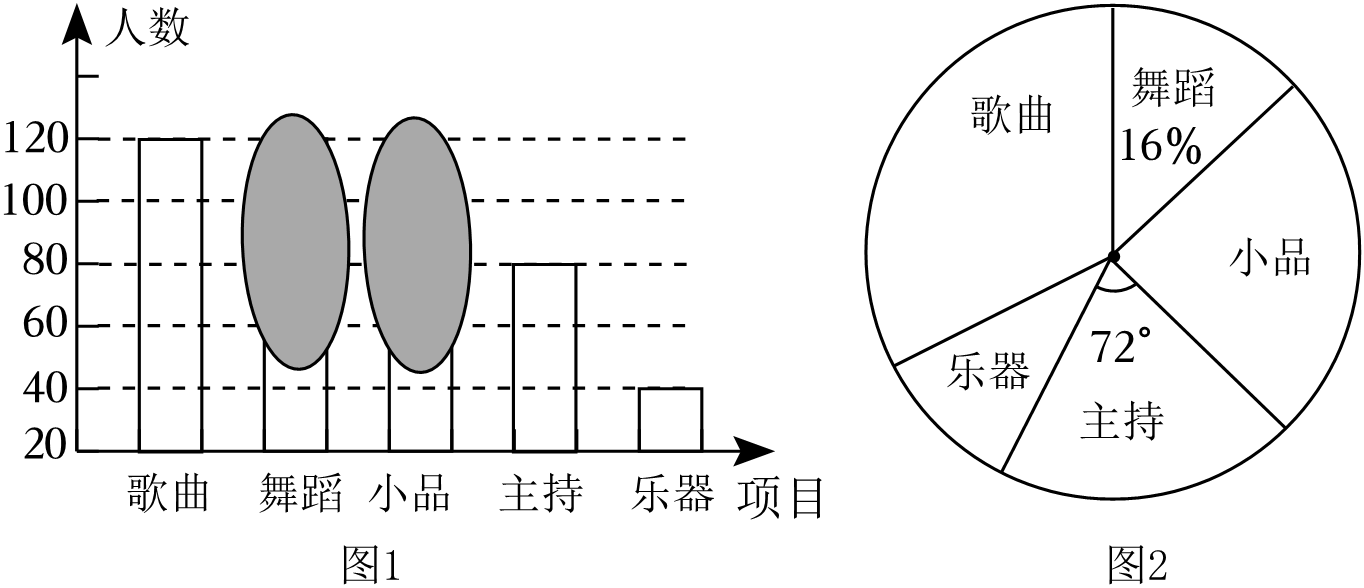 人数
120
100
80
60
40
20
歌曲 舞蹈 小品 主持 乐器 项目
图1
歌曲
舞蹈
16%
小品
乐器
72°
主持
图2